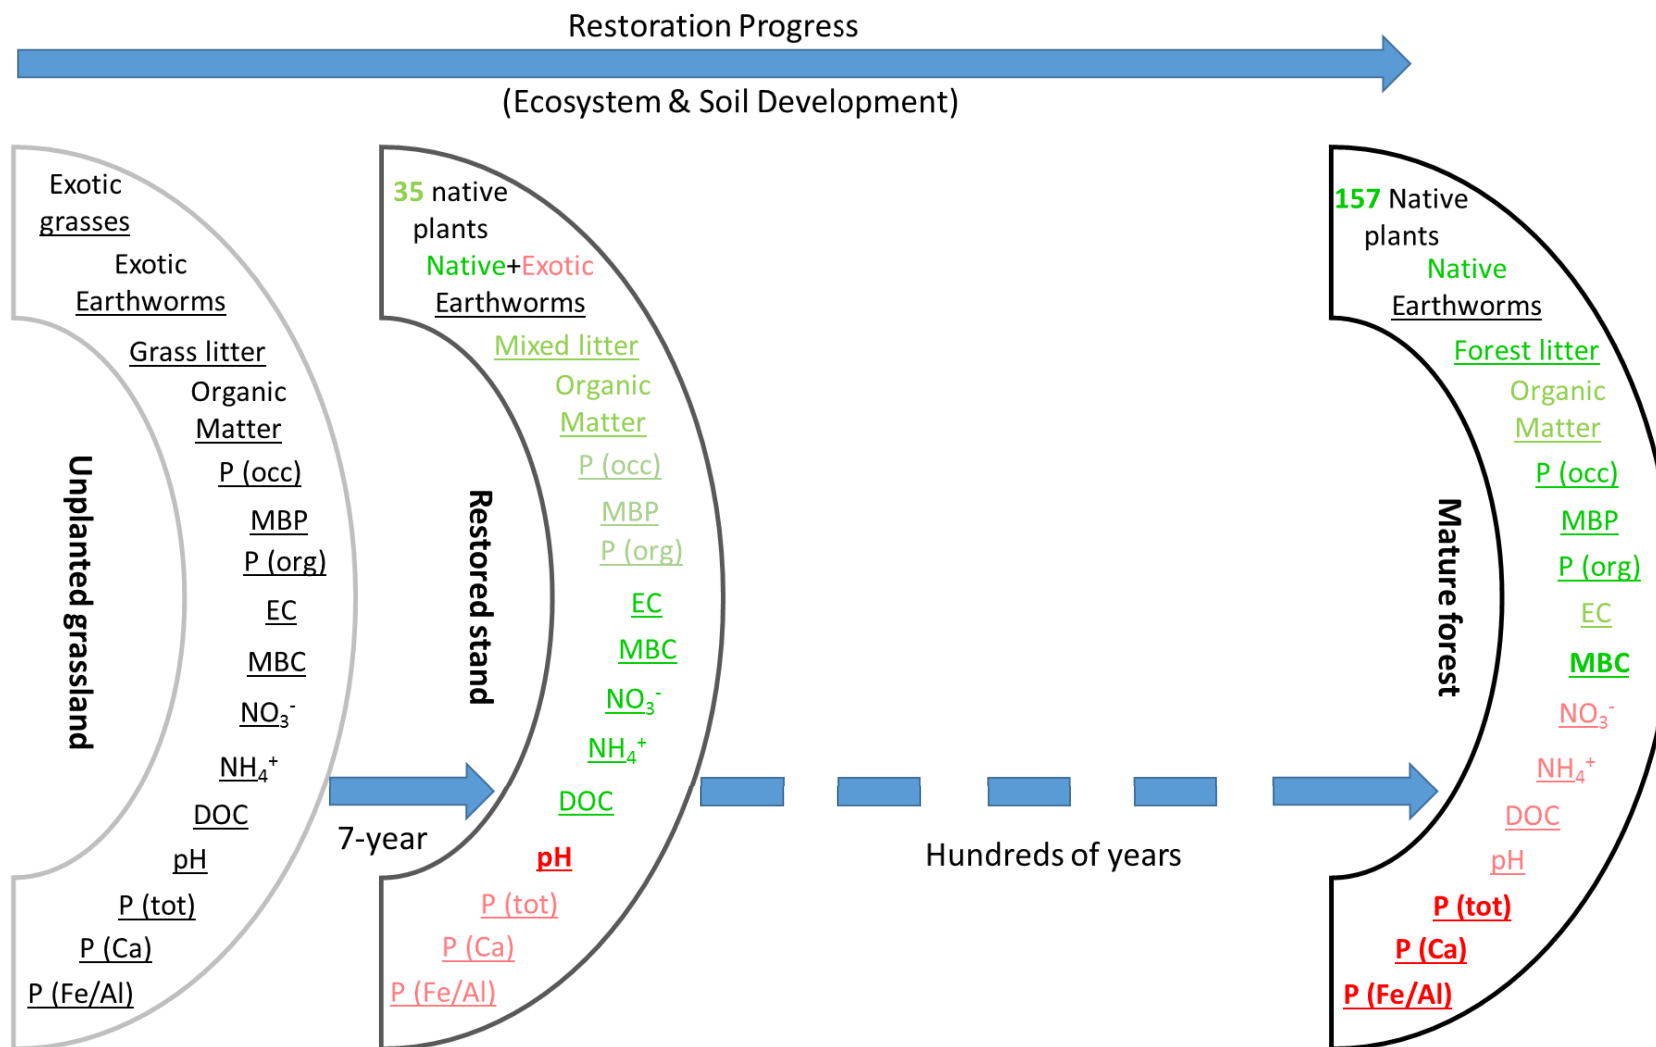 Restoration Progress
(Ecosystem & Soil Development)
Exotic
grasses
Exotic
Earthworms
Grass litter
Organic
Matter
P (occ)
MBP
P (org)
EC
MBC
NO₃⁻
NH₄⁺
DOC
pH
P (tot)
P (Ca)
P (Fe/Al)
Unplanted grassland
7-year
35 native
plants
Native+Exotic
Earthworms
Mixed litter
Organic
Matter
P (occ)
MBP
P (org)
EC
MBC
NO₃⁻
NH₄⁺
DOC
pH
P (tot)
P (Ca)
P (Fe/Al)
Restored stand
Hundreds of years
157 Native
plants
Native
Earthworms
Forest litter
Organic
Matter
P (occ)
MBP
P (org)
EC
MBC
NO₃⁻
NH₄⁺
DOC
pH
P (tot)
P (Ca)
P (Fe/Al)
Mature forest